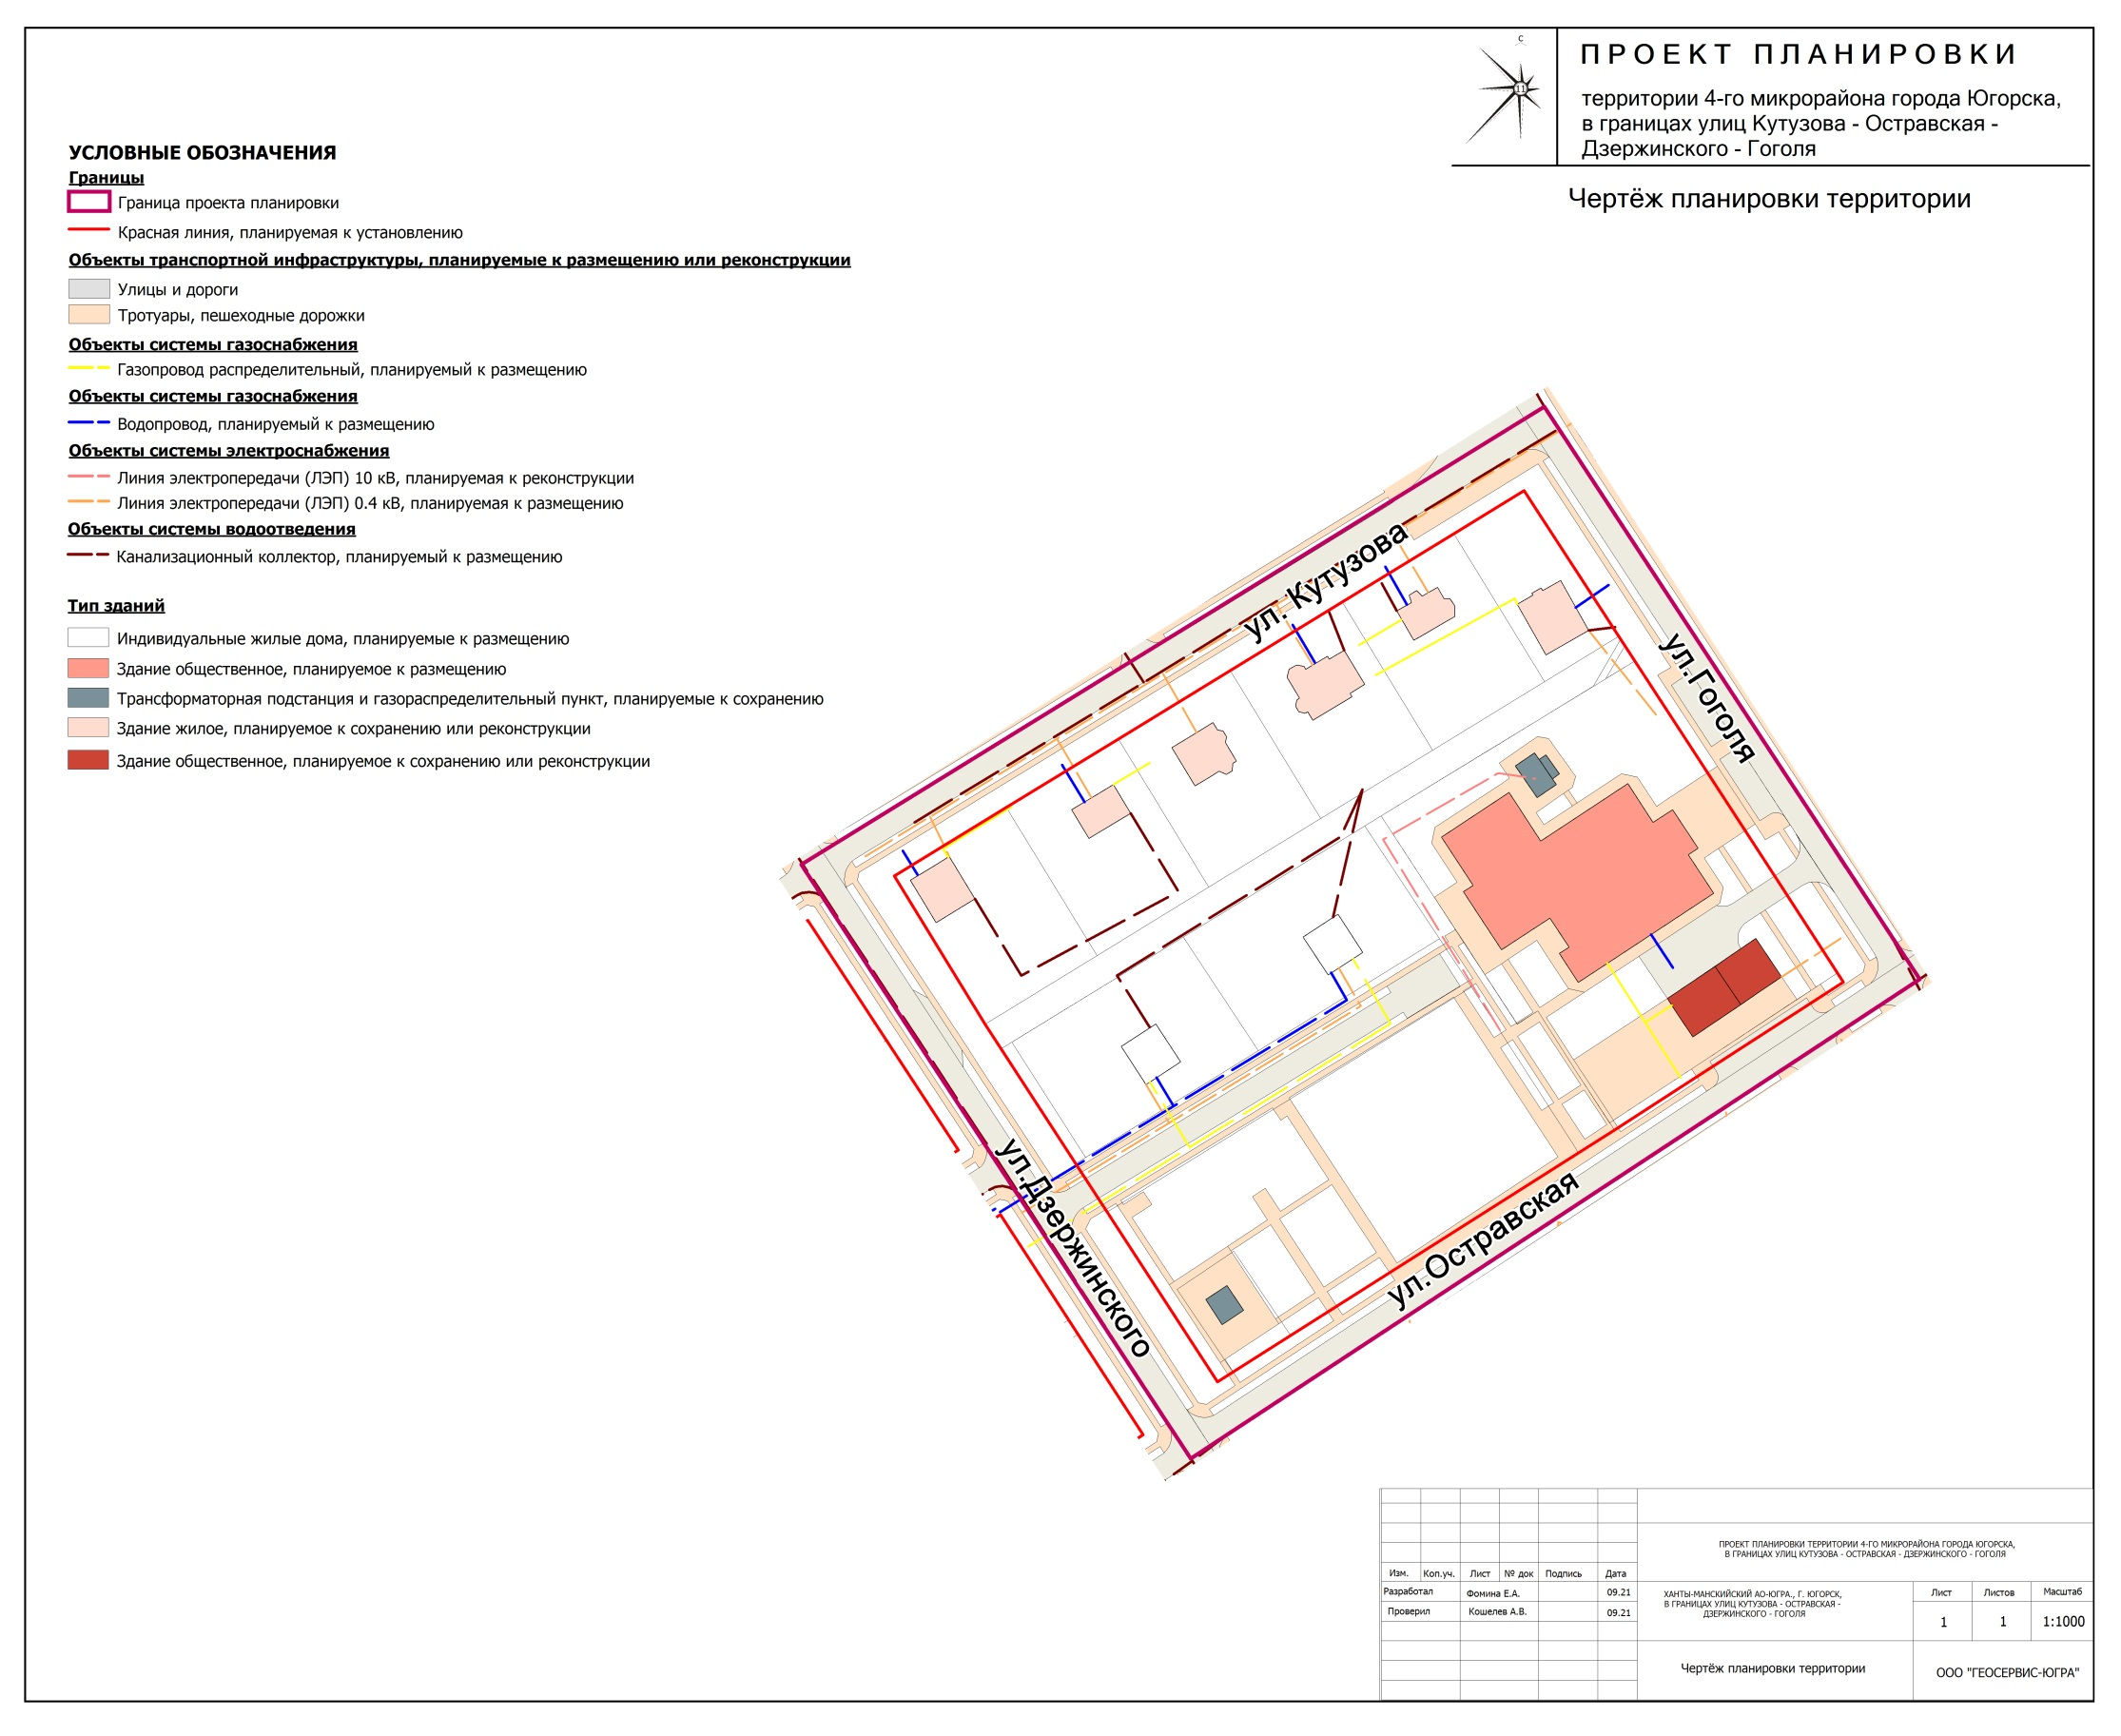 С
11
ПРОЕКТ ПЛАНИРОВКИ
территории 4-го микрорайона города Югорска,
в границах улиц Кутузова - Остравская -
Дзержинского - Гоголя
Чертёж планировки территории
УСЛОВНЫЕ ОБОЗНАЧЕНИЯ
Границы
Граница проекта планировки
Красная линия, планируемая к установлению
Объекты транспортной инфраструктуры, планируемые к размещению или реконструкции
Улицы и дороги
Тротуары, пешеходные дорожки
Объекты системы газоснабжения
Газопровод распределительный, планируемый к размещению
Объекты системы газоснабжения
Водопровод, планируемый к размещению
Объекты системы электроснабжения
Линия электропередачи (ЛЭП) 10 кВ, планируемая к реконструкции
Линия электропередачи (ЛЭП) 0.4 кВ, планируемая к размещению
Объекты системы водоотведения
Канализационный коллектор, планируемый к размещению
Тип зданий
Индивидуальные жилые дома, планируемые к размещению
Здание общественное, планируемое к размещению
Трансформаторная подстанция и газораспределительный пункт, планируемые к сохранению
Здание жилое, планируемое к сохранению или реконструкции
Здание общественное, планируемое к сохранению или реконструкции
ул. Кутузова
ул.Гоголя
ул.Дзержинского
ул.Остравская
ПРОЕКТ ПЛАНИРОВКИ ТЕРРИТОРИИ 4-ГО МИКРОРАЙОНА ГОРОДА ЮГОРСКА,
В ГРАНИЦАХ УЛИЦ КУТУЗОВА - ОСТРАВСКАЯ - ДЗЕРЖИНСКОГО - ГОГОЛЯ
Изм. Коп.уч. Лист № док Подпись Дата
Разработал Фомина Е.А. 09.21
Проверил Кошелев А.В. 09.21
ХАНТЫ-МАНСКИЙСКИЙ АО-ЮГРА., Г. ЮГОРСК,
В ГРАНИЦАХ УЛИЦ КУТУЗОВА - ОСТРАВСКАЯ -
ДЗЕРЖИНСКОГО - ГОГОЛЯ
Лист Листов Масштаб
1 1 1:1000
Чертёж планировки территории
ООО "ГЕОСЕРВИС-ЮГРА"